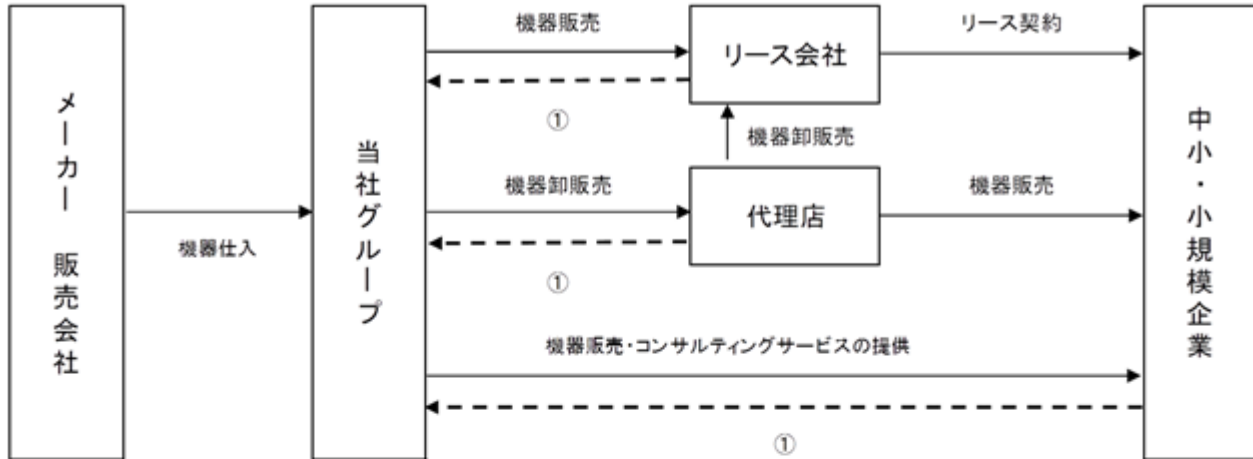 メーカー 販売会社
機器仕入
当社グループ
機器販売
①
リース会社
リース契約
機器卸販売
機器卸販売
①
代理店
機器販売
機器販売・コンサルティングサービスの提供
①
中小・小規模企業